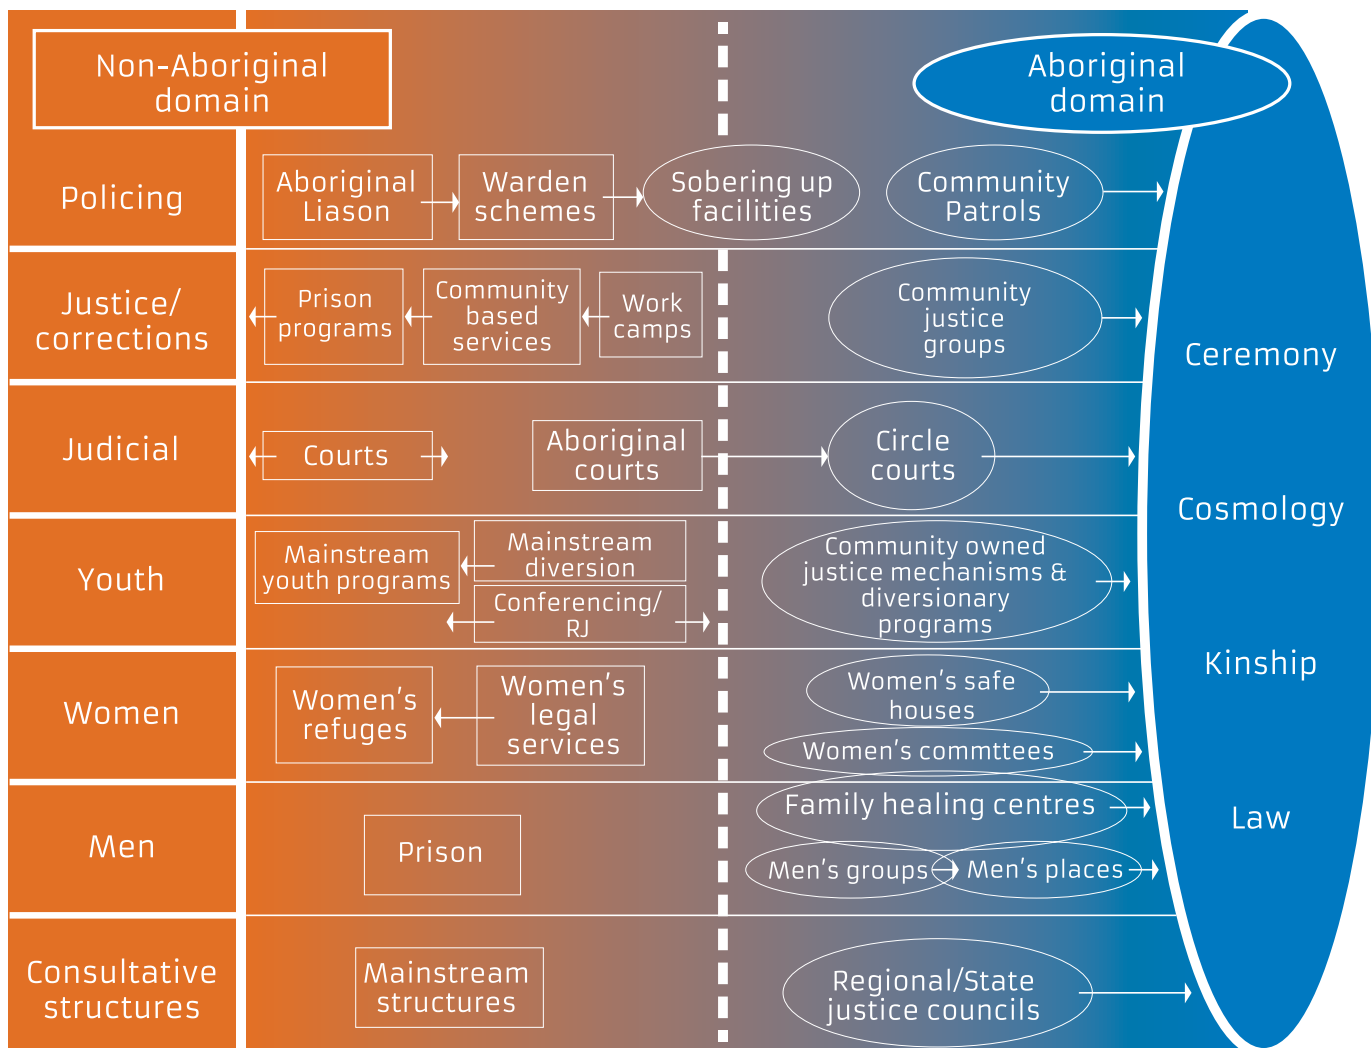 Non-Aboriginal
domain
Aboriginal
domain
Policing
Aboriginal
Liason
Warden
schemes
Sobering up
facilities
Community
Patrols
Justice/
corrections
Prison
programs
Community
based
services
Work
camps
Community
justice
groups
Ceremony
Judicial
Courts
Aboriginal
courts
Circle
courts
Cosmology
Youth
Mainstream
youth programs
Mainstream
diversion
Conferencing/
RJ
Community owned
justice mechanisms &
diversionary
programs
Kinship
Women
Women's
refuges
Women's
legal
services
Women's safe
houses
Women's commttees
Men
Prison
Family healing centres
Men's groups
Men's places
Law
Consultative
structures
Mainstream
structures
Regional/State
justice councils